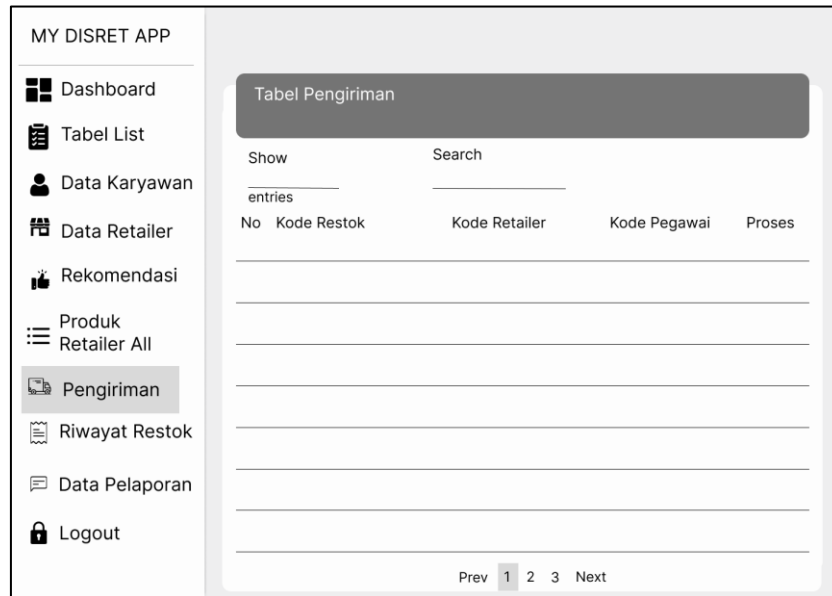 MY DISRET APP
Dashboard
Tabel List
Data Karyawan
Data Retailer
Rekomendasi
Produk
Retailer All
Pengiriman
Riwayat Restok
Data Pelaporan
Logout
Tabel Pengiriman
Show
entries
Search
No Kode Restok Kode Retailer Kode Pegawai Proses
Prev 1 2 3 Next